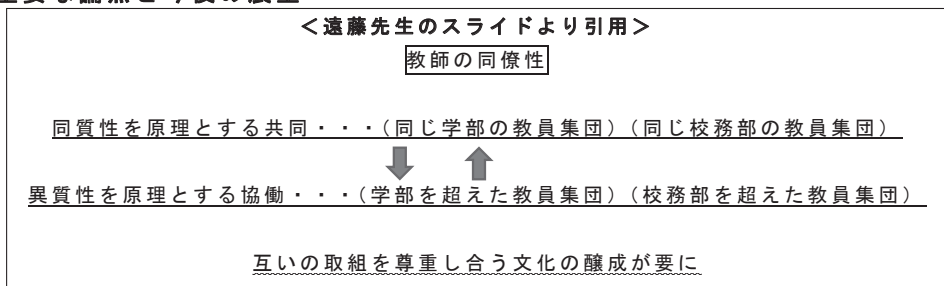 主要な論点と今後の展望
＜遠藤先生のスライドより引用＞
教師の同僚性
同質性を原理とする共同・・・（同じ学部の教員集団）（同じ校務部の教員集団）
異質性を原理とする協働・・・（学部を超えた教員集団）（校務部を超えた教員集団）
互いの取組を尊重し合う文化の醸成が要に